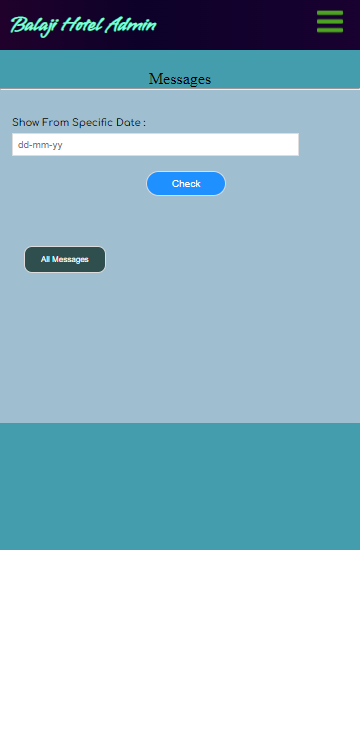 Balaji Hotel Admin
Messages
Show From Specific Date :
dd-mm-yy
Check
All Messages